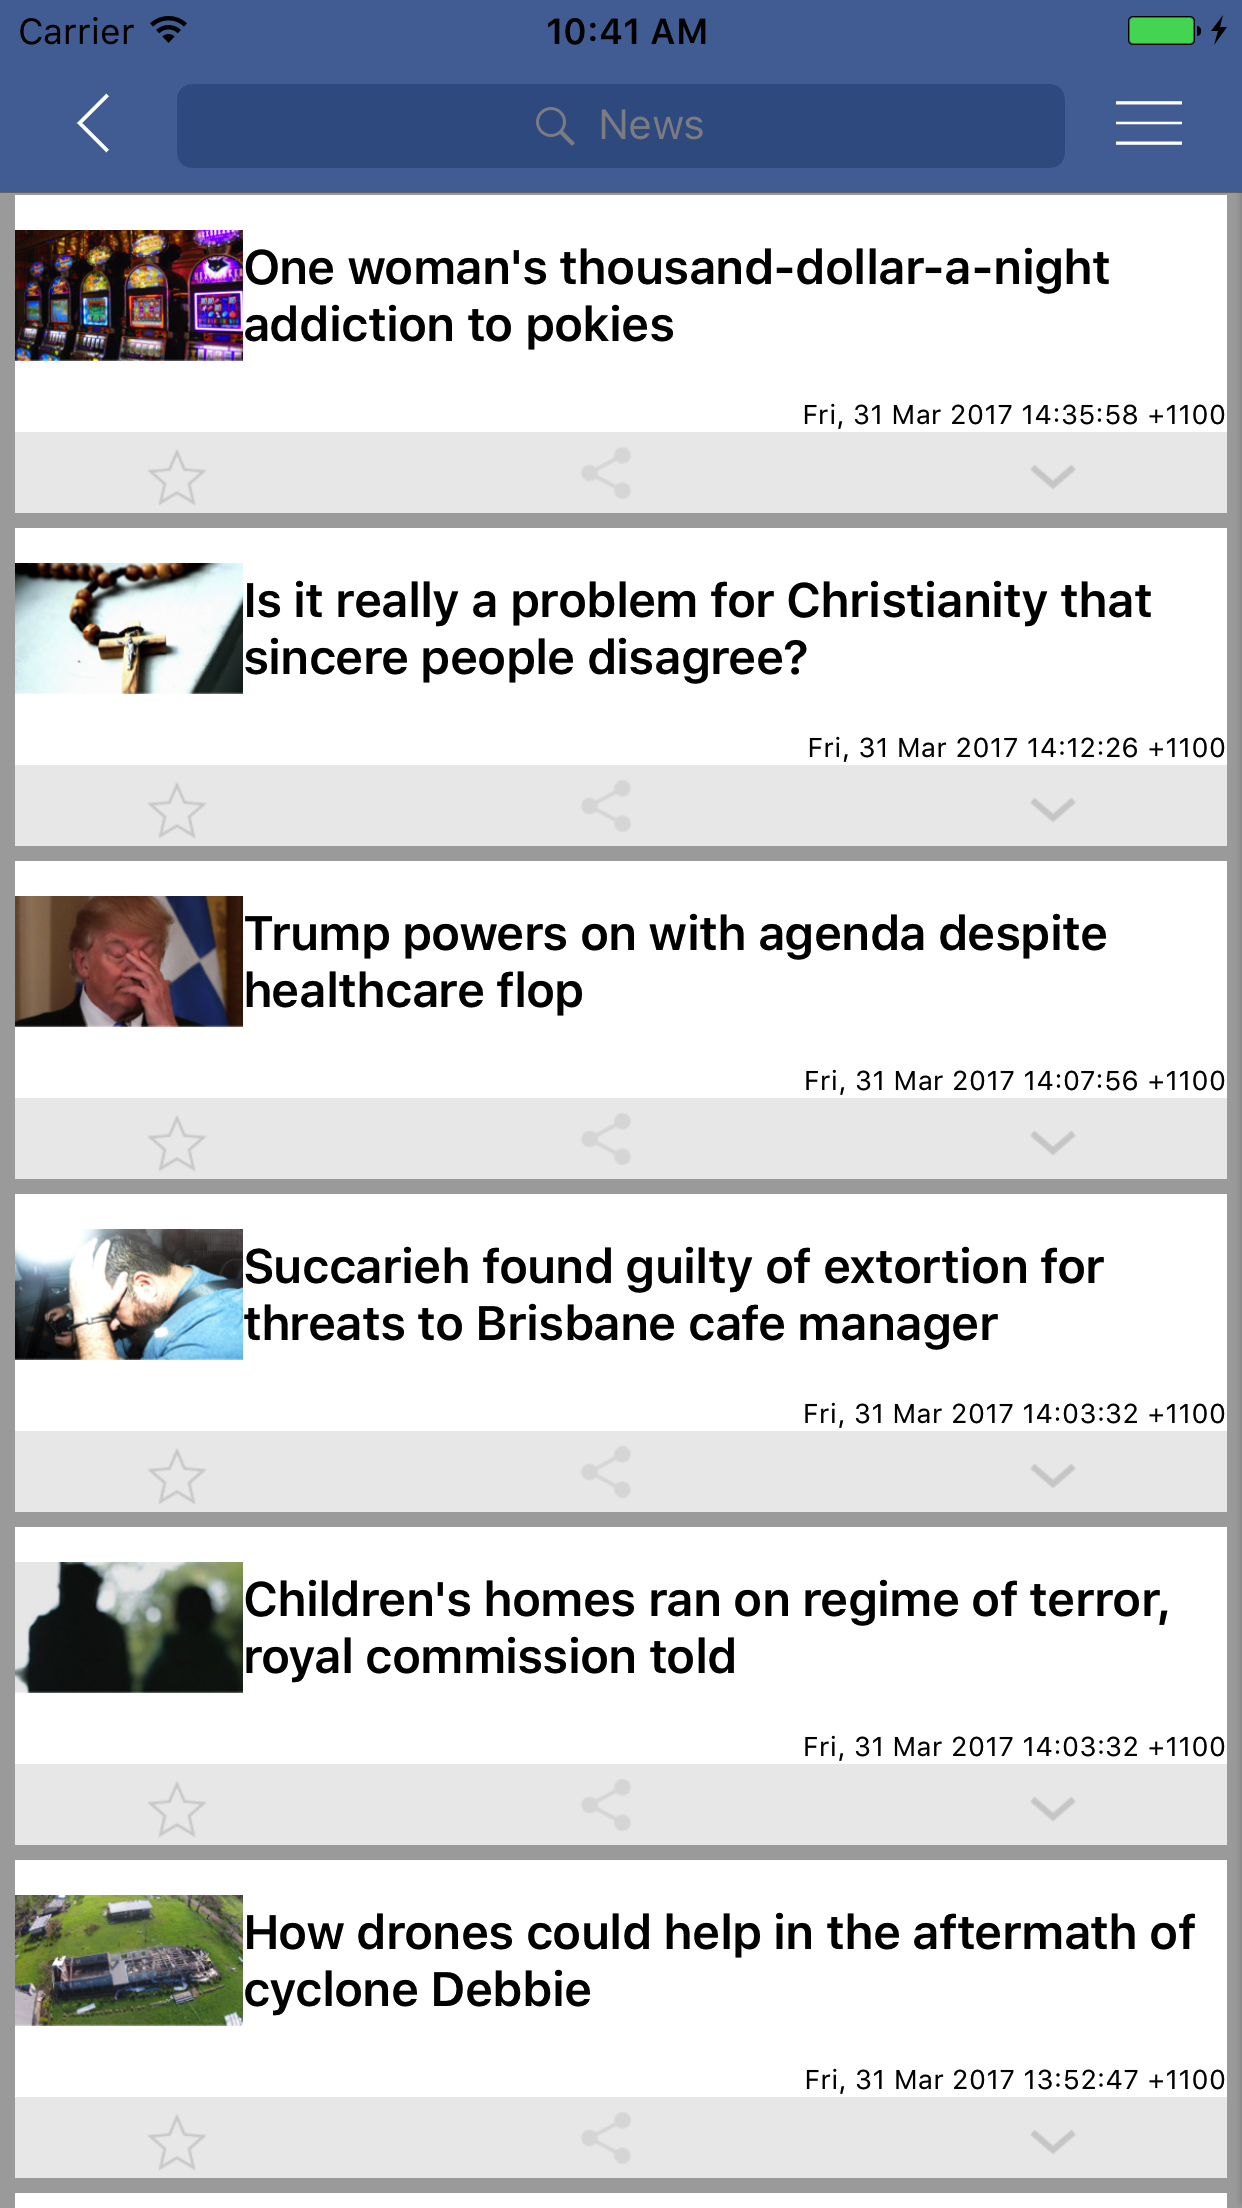 Carrier 10:41 AM
News
One woman's thousand-dollar-a-night
addiction to pokies
Fri, 31 Mar 2017 14:35:58 +1100
Is it really a problem for Christianity that
sincere people disagree?
Fri, 31 Mar 2017 14:12:26 +1100
Trump powers on with agenda despite
healthcare flop
Fri, 31 Mar 2017 14:07:56 +1100
Succarieh found guilty of extortion for
threats to Brisbane cafe manager
Fri, 31 Mar 2017 14:03:32 +1100
Children's homes ran on regime of terror,
royal commission told
Fri, 31 Mar 2017 14:03:32 +1100
How drones could help in the aftermath of
cyclone Debbie
Fri, 31 Mar 2017 13:52:47 +1100